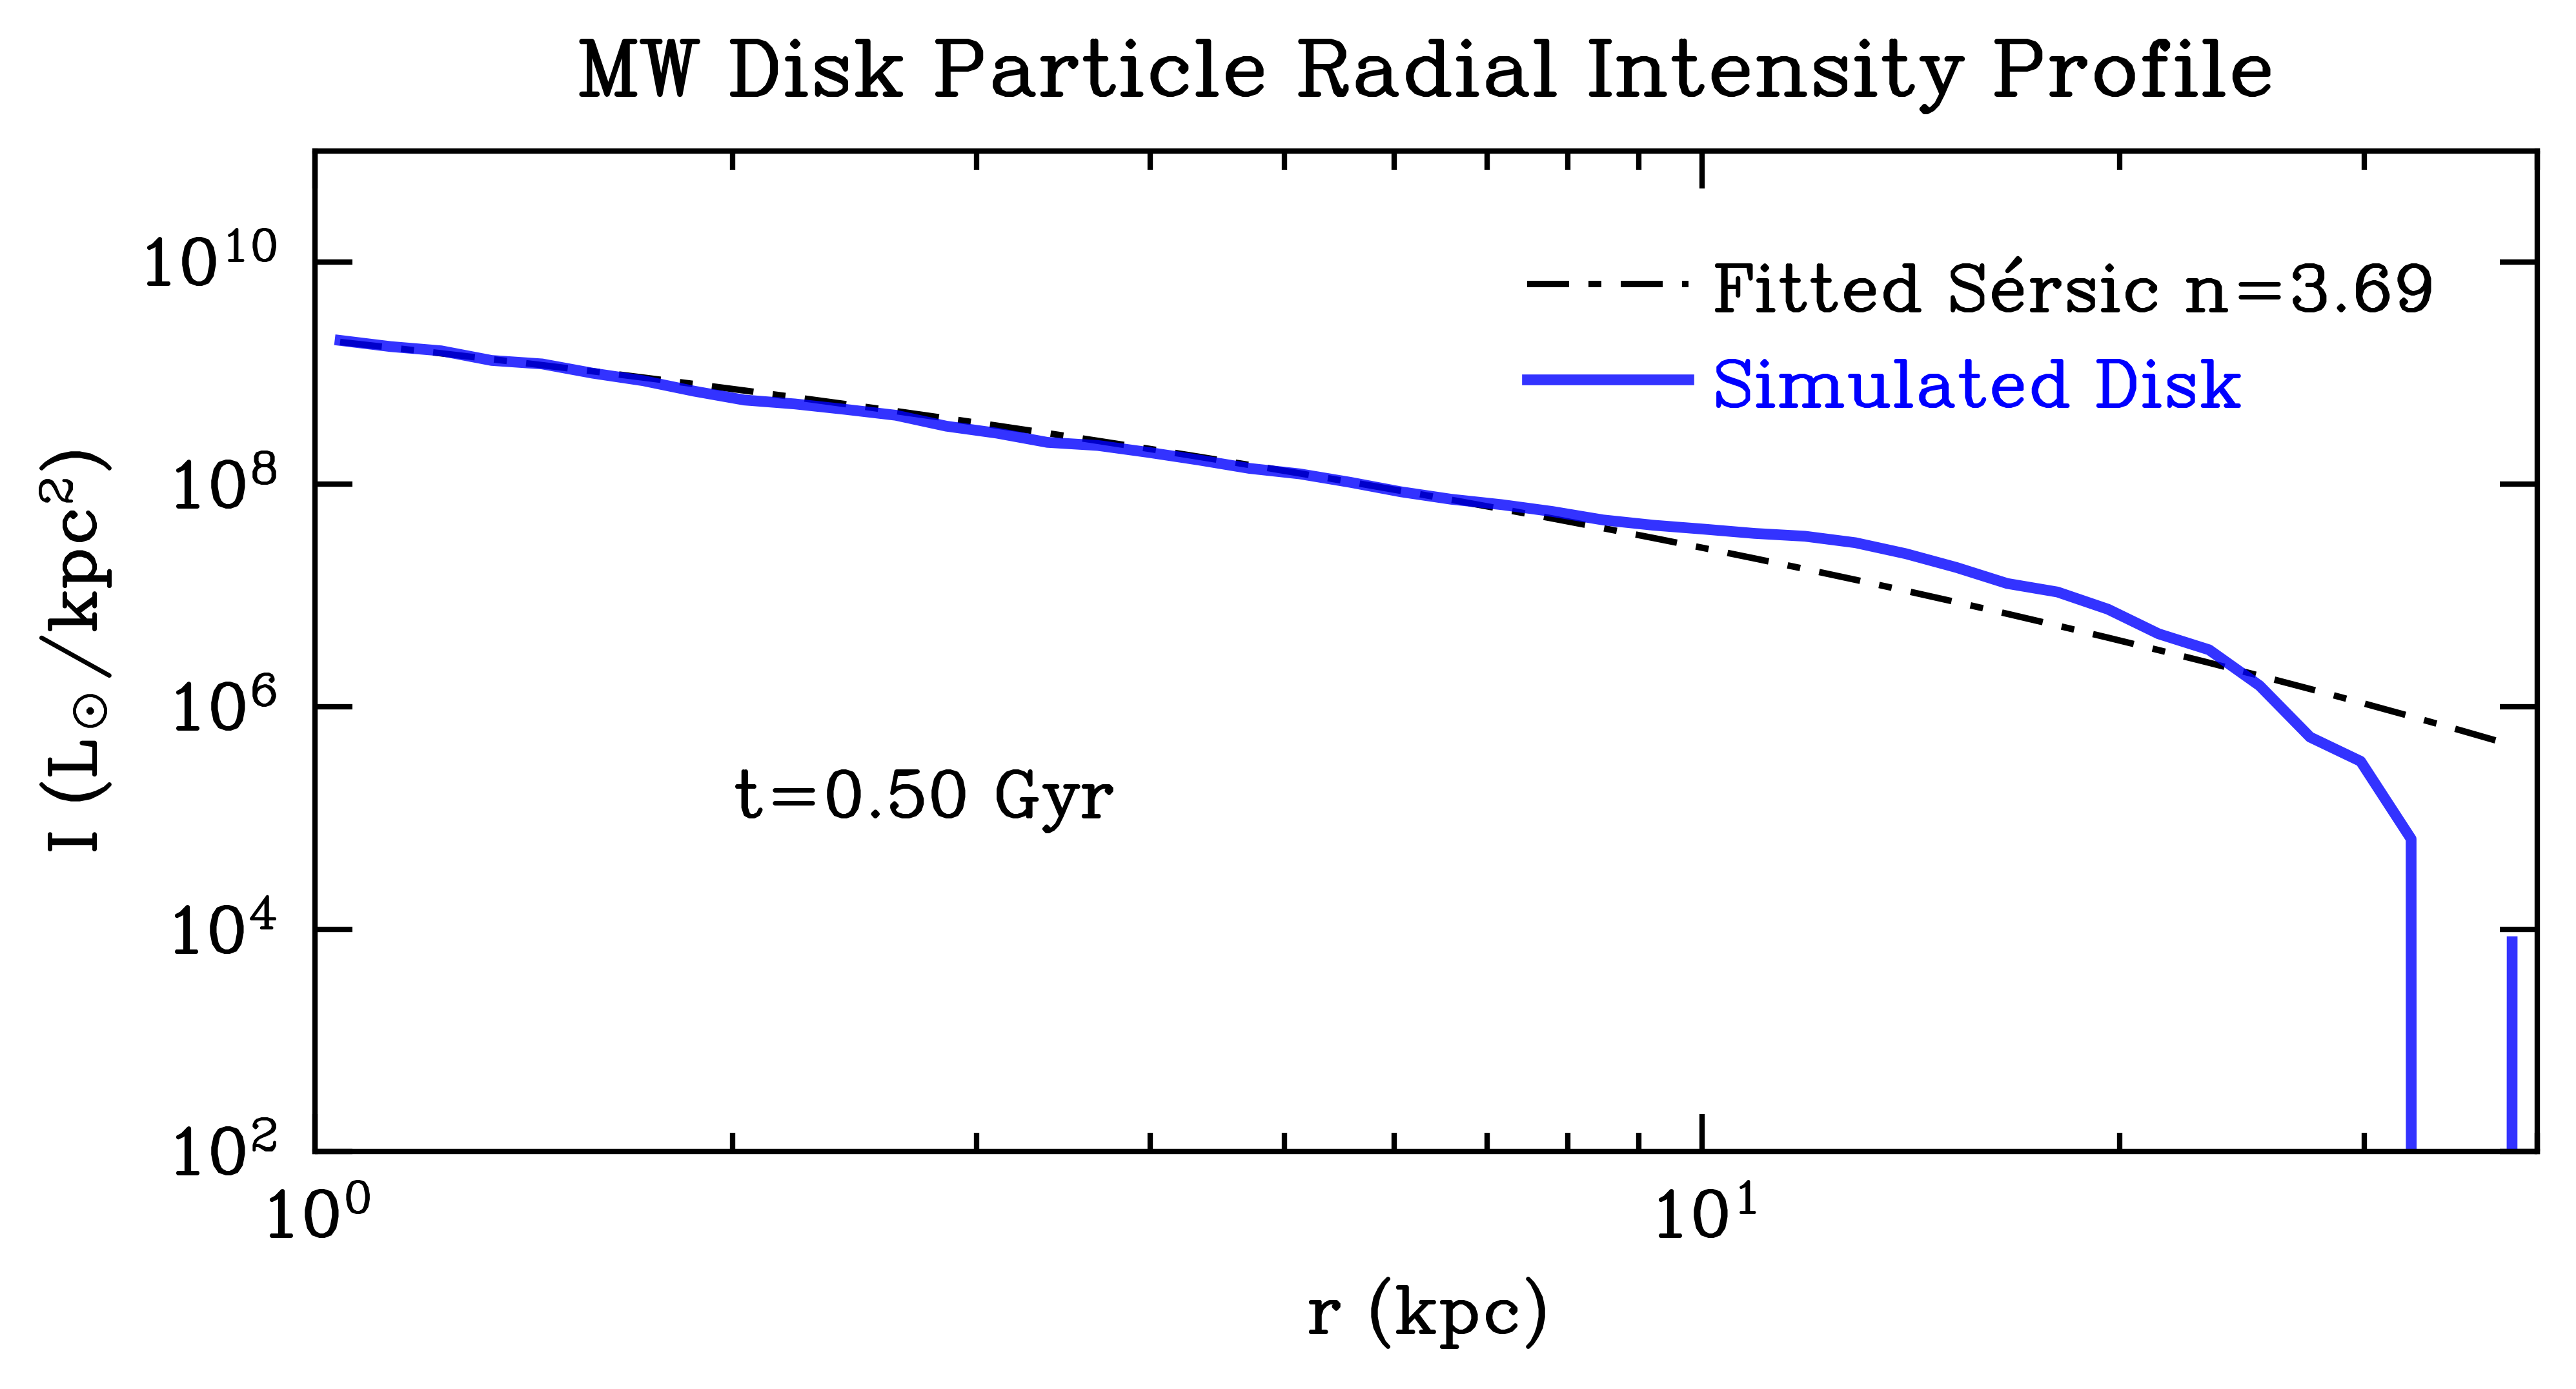 MW Disk Particle Radial Intensity Profile
10¹⁰
Fitted Sérsic n=3.69
Simulated Disk
10⁸
I (L⊙/kpc²)
10⁶
t=0.50 Gyr
10⁴
10²
10⁰
10¹
r (kpc)